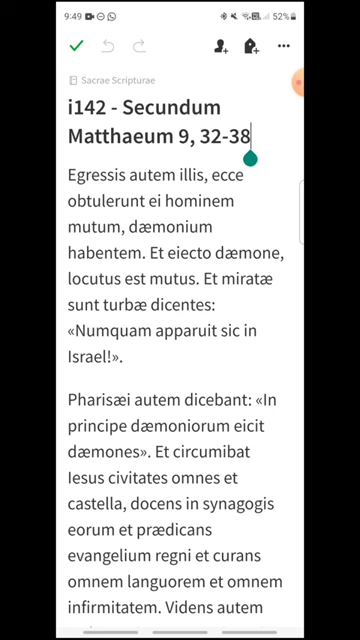 9:49
52%
Sacrae Scripturae
i142 - Secundum
Matthaeum 9, 32-38
Egressis autem illis, ecce
obtulerunt ei hominem
mutum, dæmonium
habentem. Et eiecto dæmone,
locutus est mutus. Et miratæ
sunt turbæ dicentes:
«Numquam apparuit sic in
Israel!».
Pharisæi autem dicebant: «In
principe dæmoniorum eicit
dæmones». Et circumibat
Iesus civitates omnes et
castella, docens in synagogis
eorum et prædicans
evangelium regni et curans
omnem languorem et omnem
infirmitatem. Videns autem